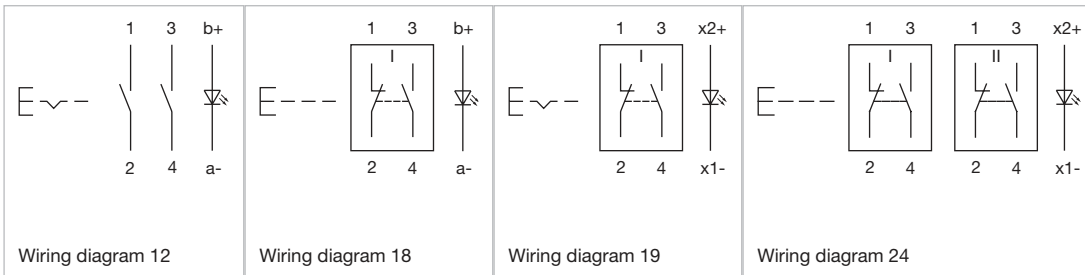 1 3 b+
2 4 a-
Wiring diagram 12
1 3 b+
I
2 4 a-
Wiring diagram 18
1 3 x2+
I
2 4 x1-
Wiring diagram 19
1 3 1 3 x2+
I II
2 4 2 4 x1-
Wiring diagram 24